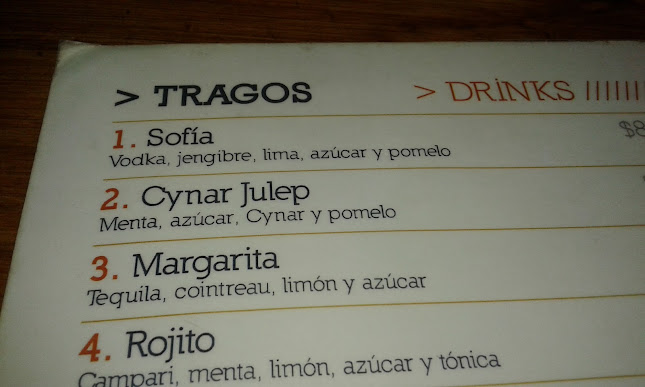 > TRAGOS > DRINKS ///////
1. Sofía $8
Vodka, jengibre, lima, azúcar y pomelo
2. Cynar Julep
Menta, azúcar, Cynar y pomelo
3. Margarita
Tequila, cointreau, limón y azúcar
4. Rojito
Campari, menta, limón, azúcar y tónica